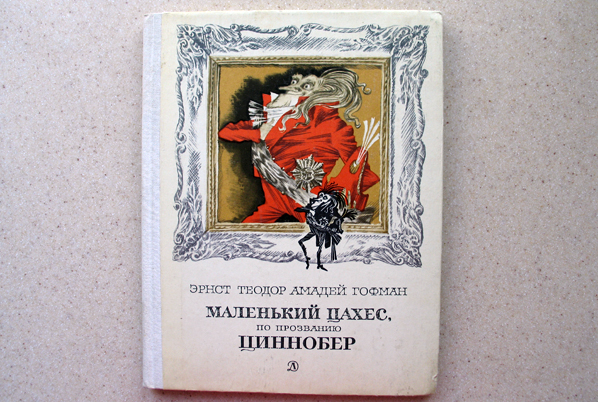 ЭРНСТ ТЕОДОР АМАДЕЙ ГОФМАН
МАЛЕНЬКИЙ ЦАХЕС,
ПО ПРОЗВАНИЮ
ЦИННОБЕР
Д